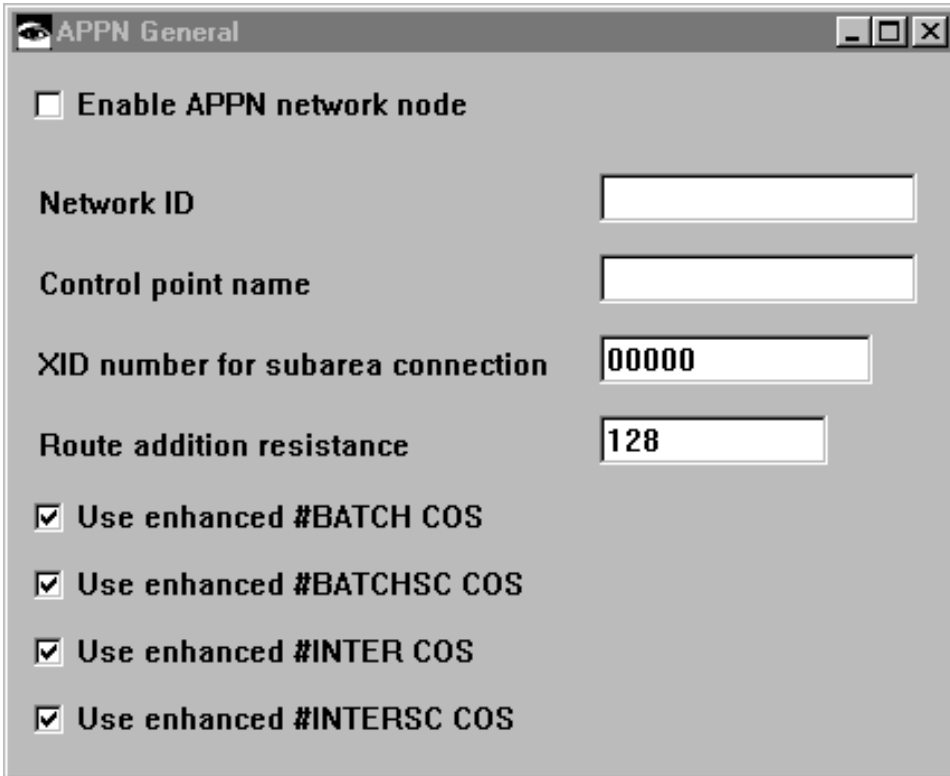 APPN General
Enable APPN network node
Network ID
Control point name
XID number for subarea connection 00000
Route addition resistance 128
Use enhanced #BATCH COS
Use enhanced #BATCHSC COS
Use enhanced #INTER COS
Use enhanced #INTERSC COS